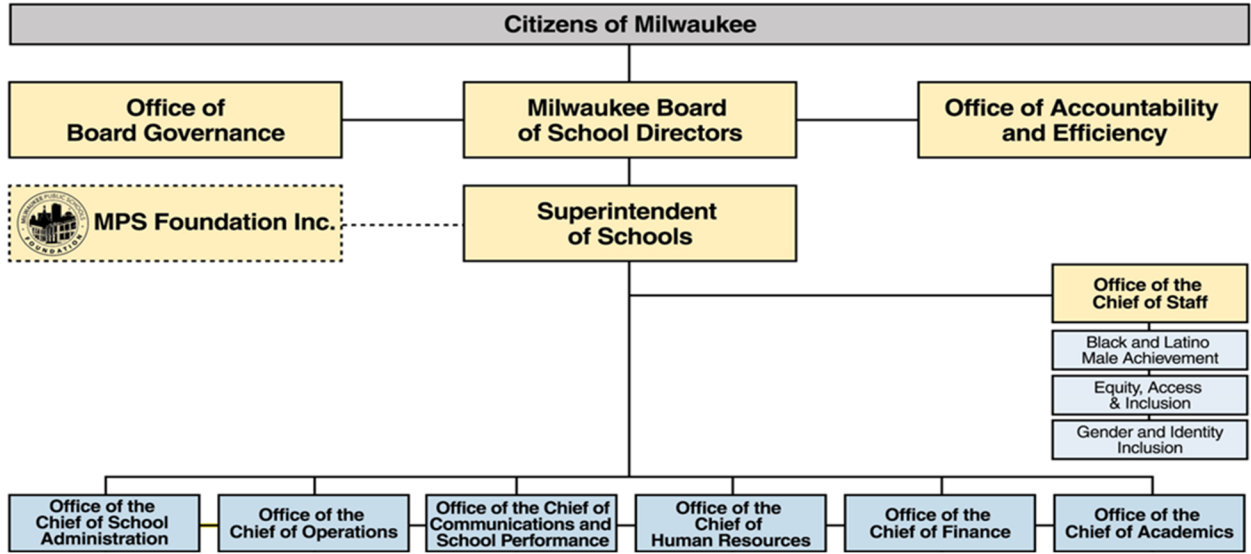 Citizens of Milwaukee
Office of
Board Governance
Milwaukee Board
of School Directors
Office of Accountability
and Efficiency
MILWAUKEE PUBLIC SCHOOLS
FOUNDATION
MPS Foundation Inc.
Superintendent
of Schools
Office of the
Chief of Staff
Black and Latino
Male Achievement
Equity, Access
& Inclusion
Gender and Identity
Inclusion
Office of the
Chief of School
Administration
Office of the
Chief of Operations
Office of the Chief of
Communications and
School Performance
Office of the
Chief of
Human Resources
Office of the
Chief of Finance
Office of the
Chief of Academics